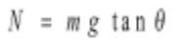 N = m g tan θ